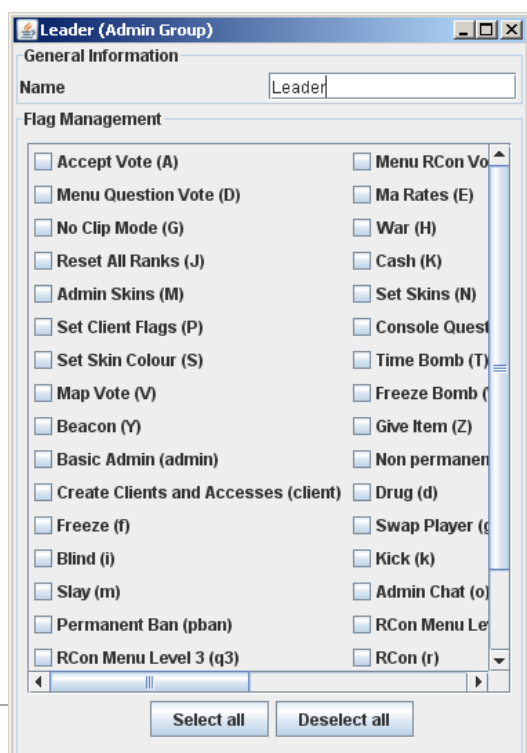 Leader (Admin Group)
General Information
Name Leader
Flag Management
Accept Vote (A) Menu RCon Vo
Menu Question Vote (D) Ma Rates (E)
No Clip Mode (G) War (H)
Reset All Ranks (J) Cash (K)
Admin Skins (M) Set Skins (N)
Set Client Flags (P) Console Quest
Set Skin Colour (S) Time Bomb (T)
Map Vote (V) Freeze Bomb (
Beacon (Y) Give Item (Z)
Basic Admin (admin) Non permanen
Create Clients and Accesses (client) Drug (d)
Freeze (f) Swap Player (g
Blind (i) Kick (k)
Slay (m) Admin Chat (o)
Permanent Ban (pban) RCon Menu Le
RCon Menu Level 3 (q3) RCon (r)
Select all Deselect all